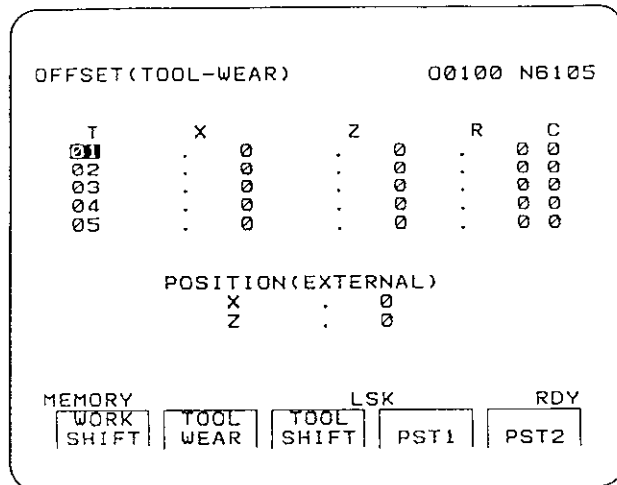 OFFSET(TOOL-WEAR) O0100 N6105
T X Z R C
01 . 0 . 0 . 0 0
02 . 0 . 0 . 0 0
03 . 0 . 0 . 0 0
04 . 0 . 0 . 0 0
05 . 0 . 0 . 0 0
POSITION(EXTERNAL)
X . 0
Z . 0
MEMORY LSK RDY
WORK TOOL TOOL
SHIFT WEAR SHIFT PST1 PST2